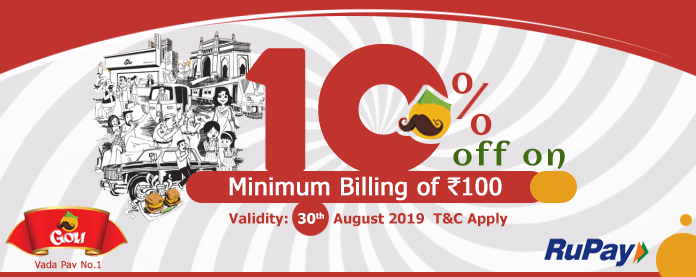 10%
off on
Minimum Billing of ₹100
Validity: 30th August 2019 T&C Apply
GOLI
Vada Pav No.1
RuPay